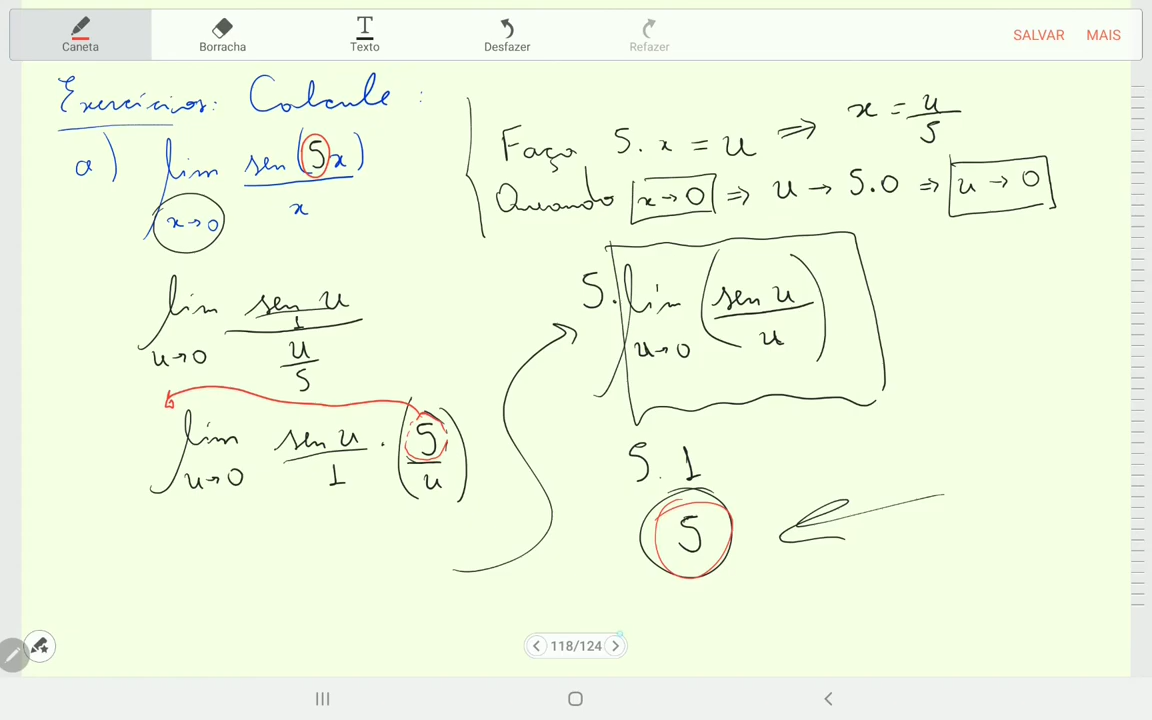 Caneta Borracha Texto Desfazer Refazer SALVAR MAIS
Exercícios: Calcule:
a) lim x→0 sen(5x)/x
Faço 5.x = u ⇒ x = u/5
Quando x→0 ⇒ u → 5.0 ⇒ u → 0
lim u→0 (sen u/1)/(u/5)
lim u→0 sen u/1 . (5/u)
5. lim u→0 (sen u/u)
5. 1
5
118/124